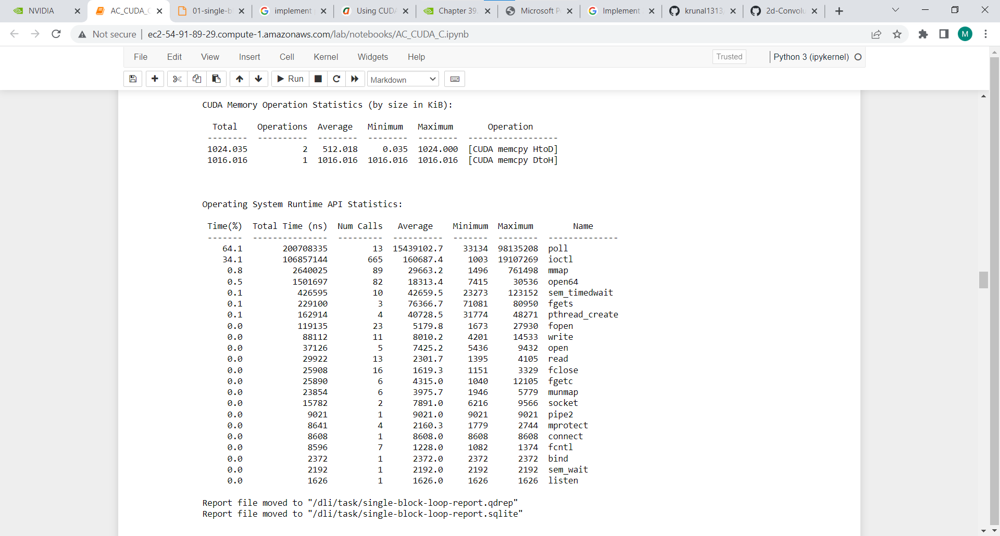 NVIDIA AC_CUDA_C 01-single-b implement Using CUDA Chapter 39. Microsoft P Implement krunal1313 2d-Convolu
Not secure ec2-54-91-89-29.compute-1.amazonaws.com/lab/notebooks/AC_CUDA_C.ipynb M
File Edit View Insert Cell Kernel Widgets Help Trusted Python 3 (ipykernel)
Run Markdown
CUDA Memory Operation Statistics (by size in KiB):
Total Operations Average Minimum Maximum Operation
-------- ---------- -------- -------- -------- ------------------
1024.035 2 512.018 0.035 1024.000 [CUDA memcpy HtoD]
1016.016 1 1016.016 1016.016 1016.016 [CUDA memcpy DtoH]
Operating System Runtime API Statistics:
Time(%) Total Time (ns) Num Calls Average Minimum Maximum Name
------- --------------- --------- ---------- ------- -------- --------------
64.1 200708335 13 15439102.7 33134 98135208 poll
34.1 106857144 665 160687.4 1003 19107269 ioctl
0.8 2640025 89 29663.2 1496 761498 mmap
0.5 1501697 82 18313.4 7415 30536 open64
0.1 426595 10 42659.5 23273 123152 sem_timedwait
0.1 229100 3 76366.7 71081 80950 fgets
0.1 162914 4 40728.5 31774 48271 pthread_create
0.0 119135 23 5179.8 1673 27930 fopen
0.0 88112 11 8010.2 4201 14533 write
0.0 37126 5 7425.2 5436 9432 open
0.0 29922 13 2301.7 1395 4105 read
0.0 25908 16 1619.3 1151 3329 fclose
0.0 25890 6 4315.0 1040 12105 fgetc
0.0 23854 6 3975.7 1946 5779 munmap
0.0 15782 2 7891.0 6216 9566 socket
0.0 9021 1 9021.0 9021 9021 pipe2
0.0 8641 4 2160.3 1779 2744 mprotect
0.0 8608 1 8608.0 8608 8608 connect
0.0 8596 7 1228.0 1082 1374 fcntl
0.0 2372 1 2372.0 2372 2372 bind
0.0 2192 1 2192.0 2192 2192 sem_wait
0.0 1626 1 1626.0 1626 1626 listen
Report file moved to "/dli/task/single-block-loop-report.qdrep"
Report file moved to "/dli/task/single-block-loop-report.sqlite"